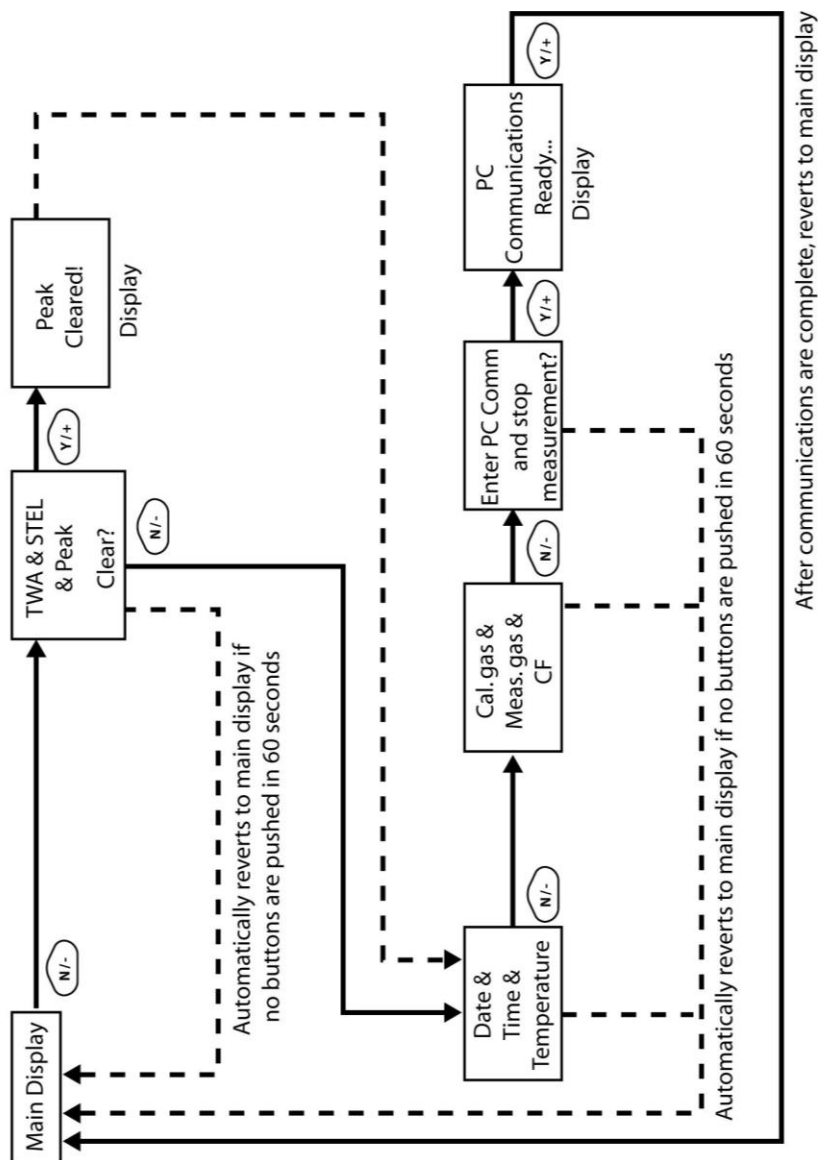 Main Display
N/-
TWA & STEL
& Peak
Clear?
Y/+
Peak
Cleared!
Display
N/-
Automatically reverts to main display if
no buttons are pushed in 60 seconds
Date &
Time &
Temperature
N/-
Cal. gas &
Meas. gas &
CF
N/-
Enter PC Comm
and stop
measurement?
Y/+
PC
Communications
Ready...
Display
Y/+
Automatically reverts to main display if no buttons are pushed in 60 seconds
After communications are complete, reverts to main display